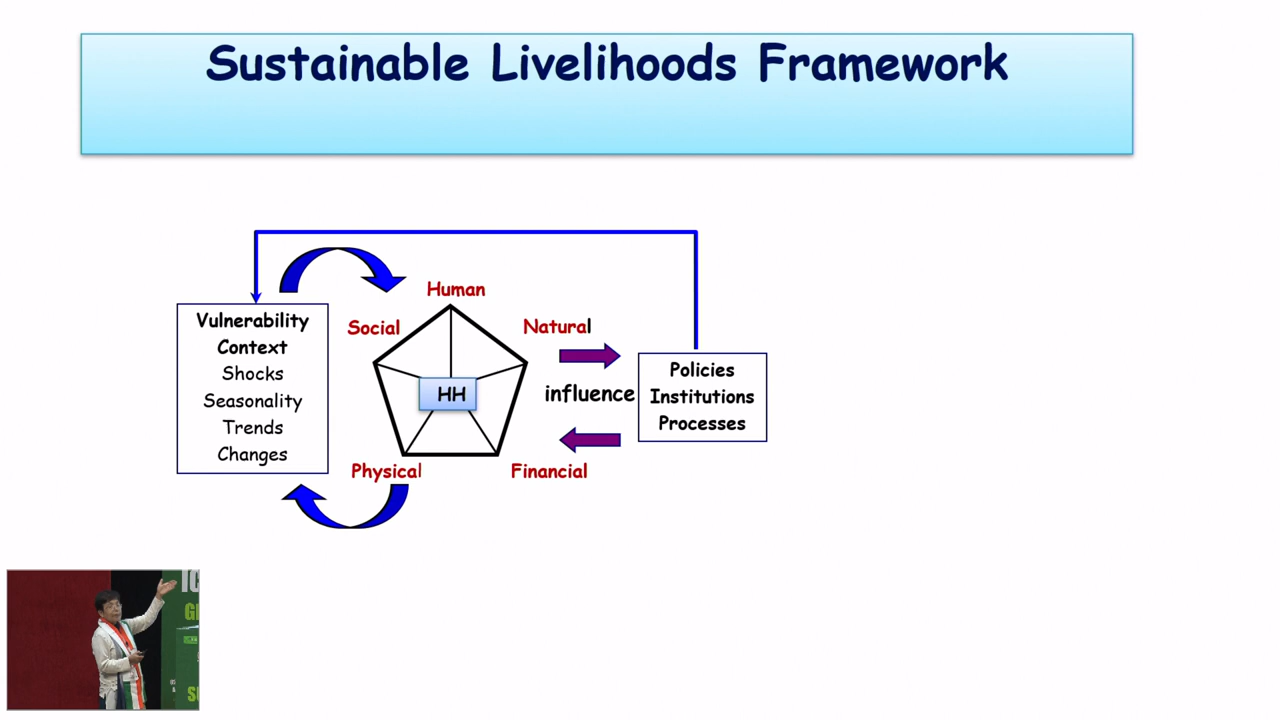 Sustainable Livelihoods Framework
Human
Social
Natural
Vulnerability
Context
Shocks
Seasonality
Trends
Changes
HH
influence
Policies
Institutions
Processes
Physical
Financial
IC